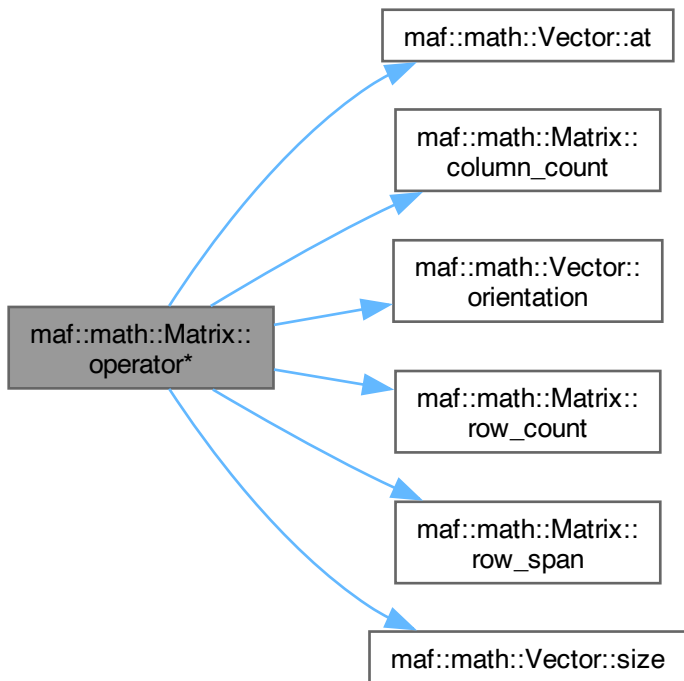 maf::math::Vector::at
maf::math::Matrix::
column_count
maf::math::Vector::
orientation
maf::math::Matrix::
operator*
maf::math::Matrix::
row_count
maf::math::Matrix::
row_span
maf::math::Vector::size